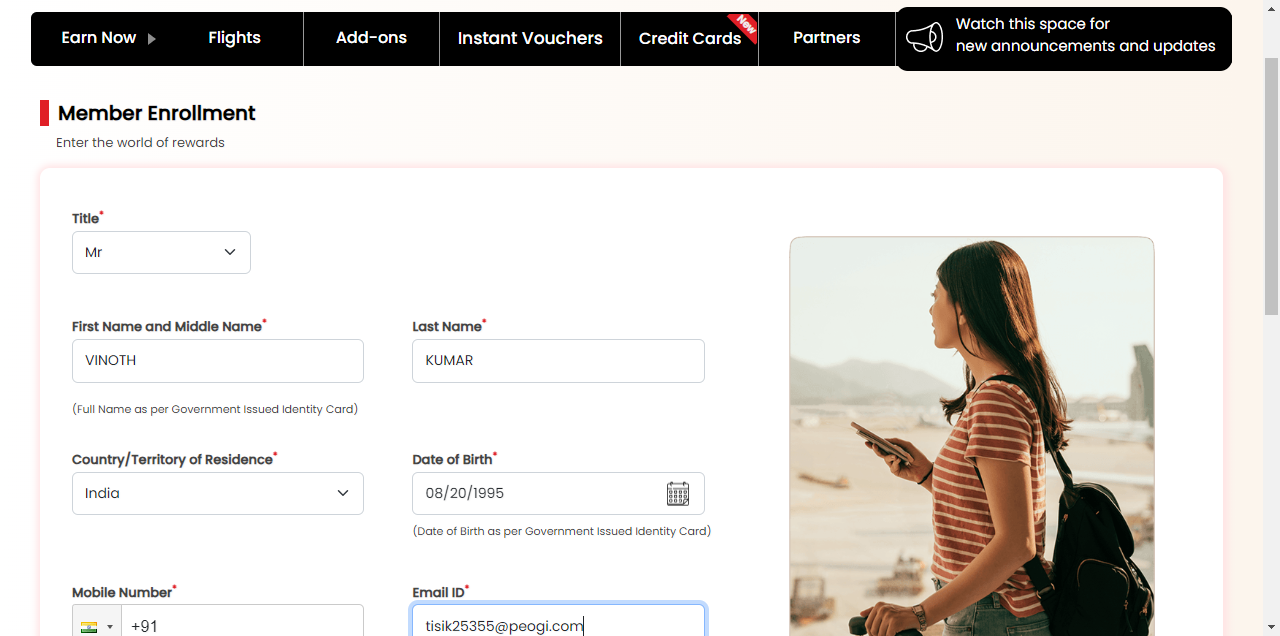 Earn Now
Flights
Add-ons
Instant Vouchers
Credit Cards
New
Partners
Watch this space for
new announcements and updates
Member Enrollment
Enter the world of rewards
Title*
Mr
First Name and Middle Name*
Last Name*
VINOTH
KUMAR
(Full Name as per Government Issued Identity Card)
Country/Territory of Residence*
Date of Birth*
India
08/20/1995
(Date of Birth as per Government Issued Identity Card)
Mobile Number*
Email ID*
+91
tisik25355@peogi.com